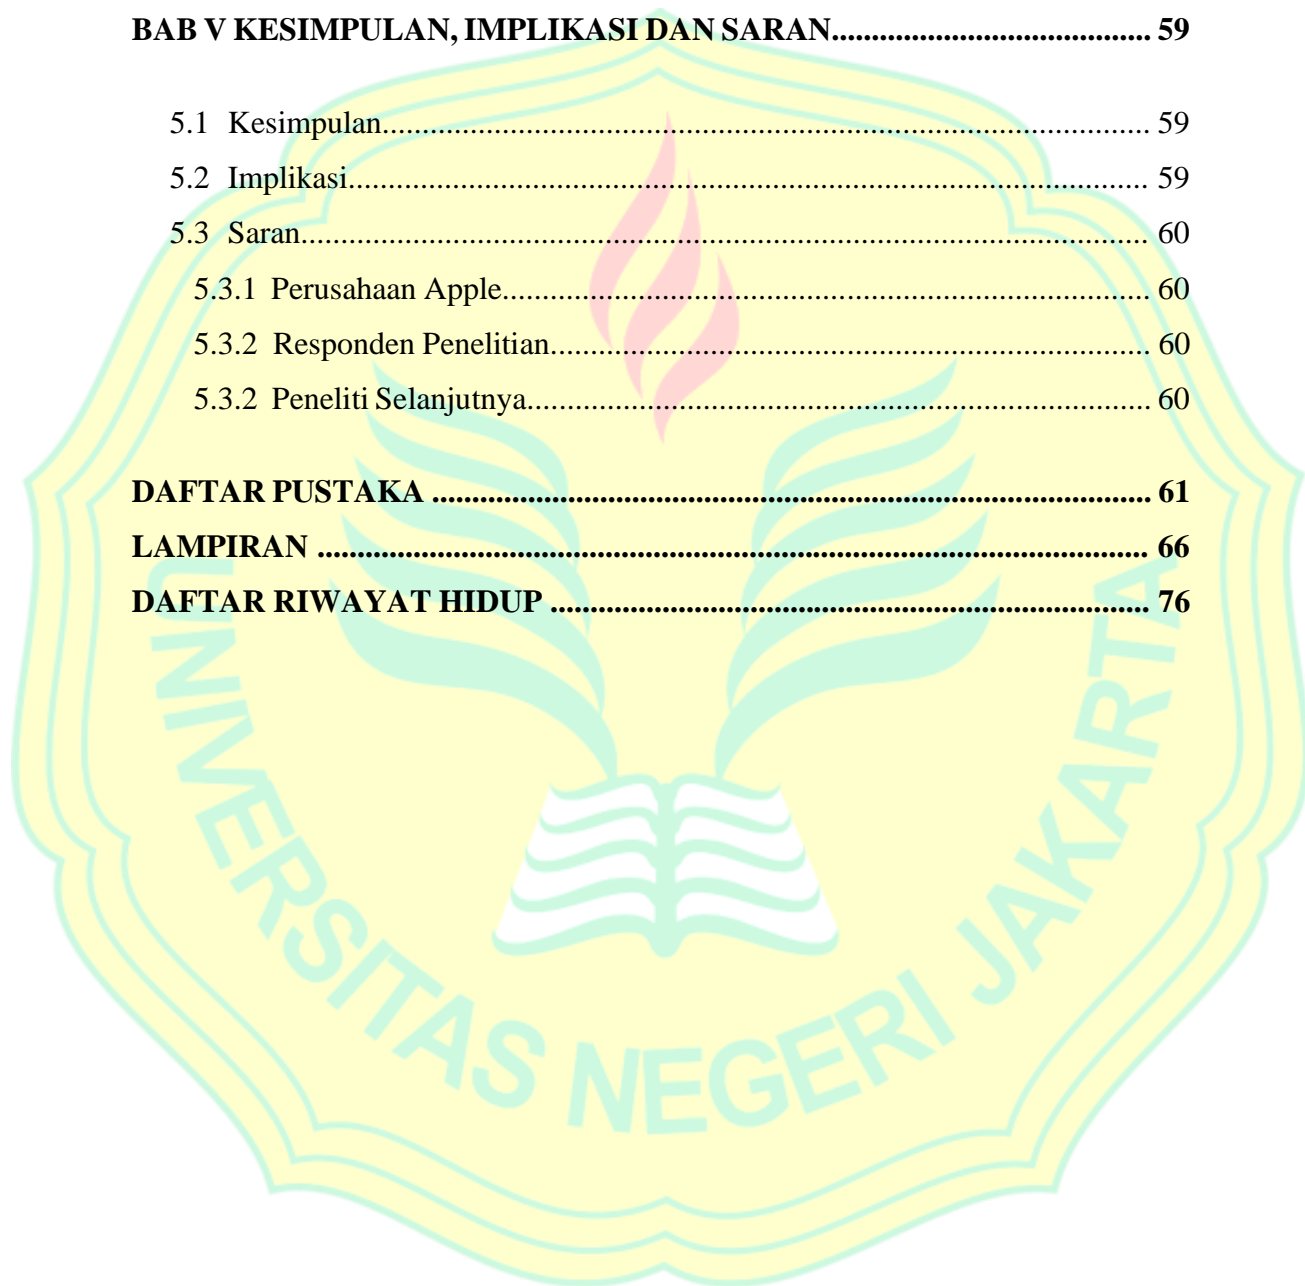 BAB V KESIMPULAN, IMPLIKASI DAN SARAN........................................ 59
5.1 Kesimpulan................................................................................................ 59
5.2 Implikasi.................................................................................................... 59
5.3 Saran.......................................................................................................... 60
5.3.1 Perusahaan Apple................................................................................. 60
5.3.2 Responden Penelitian........................................................................... 60
5.3.2 Peneliti Selanjutnya.............................................................................. 60
DAFTAR PUSTAKA .......................................................................................... 61
LAMPIRAN ........................................................................................................ 66
DAFTAR RIWAYAT HIDUP ........................................................................... 76
UNIVERSITAS NEGERI JAKARTA